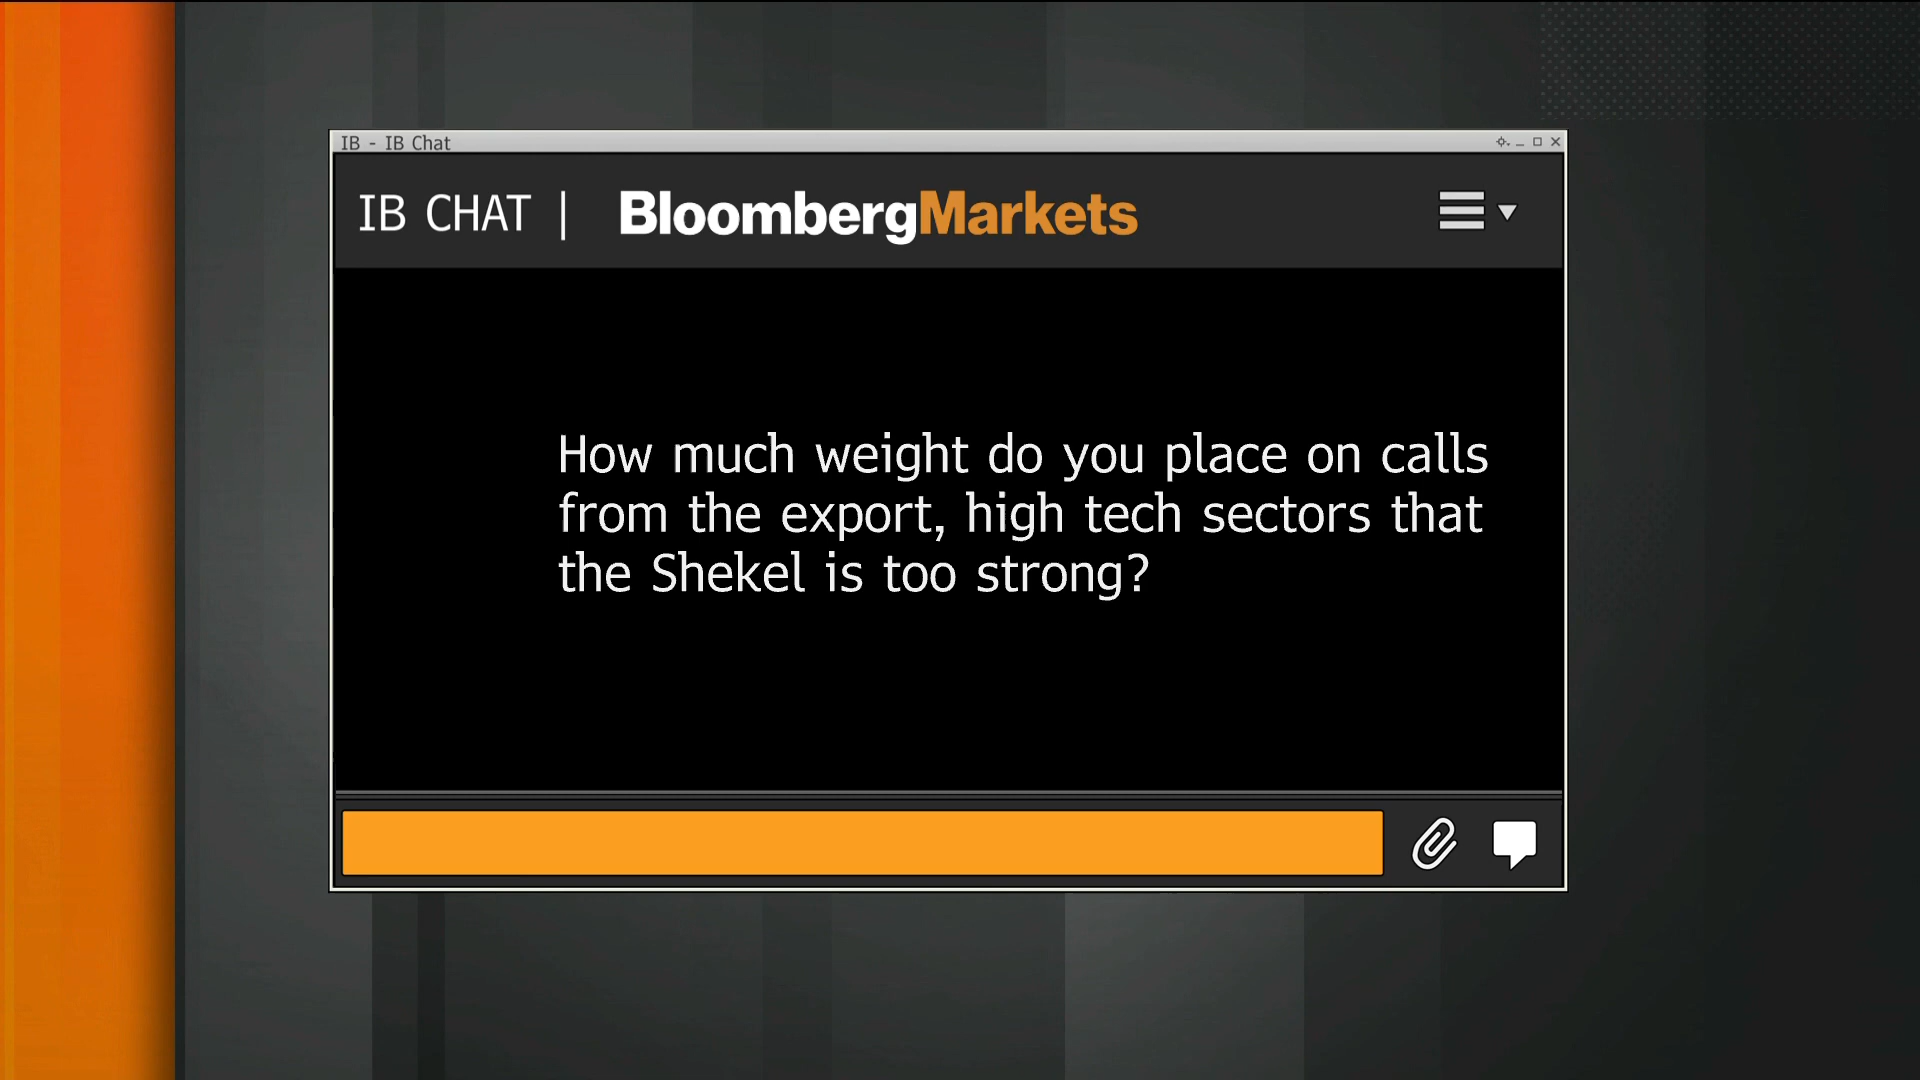 IB - IB Chat
IB CHAT | BloombergMarkets
How much weight do you place on calls
from the export, high tech sectors that
the Shekel is too strong?